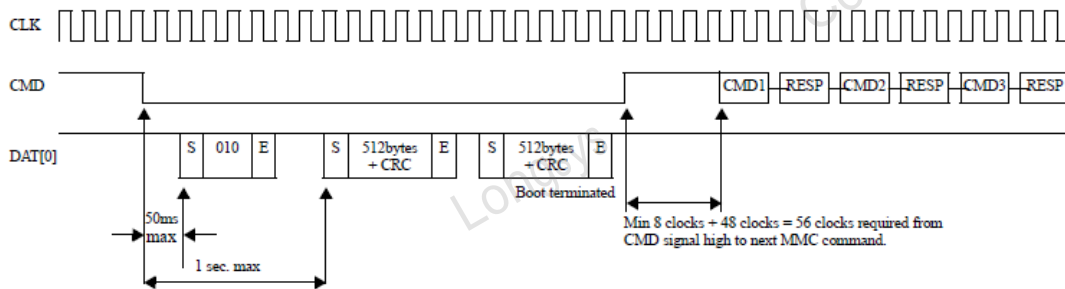 Co
CLK
CMD
CMD1 RESP CMD2 RESP CMD3 RESP
DAT[0]
S 010 E S 512bytes + CRC E S 512bytes + CRC E
Boot terminated
Longsys
50ms
max
Min 8 clocks + 48 clocks = 56 clocks required from
CMD signal high to next MMC command.
1 sec. max